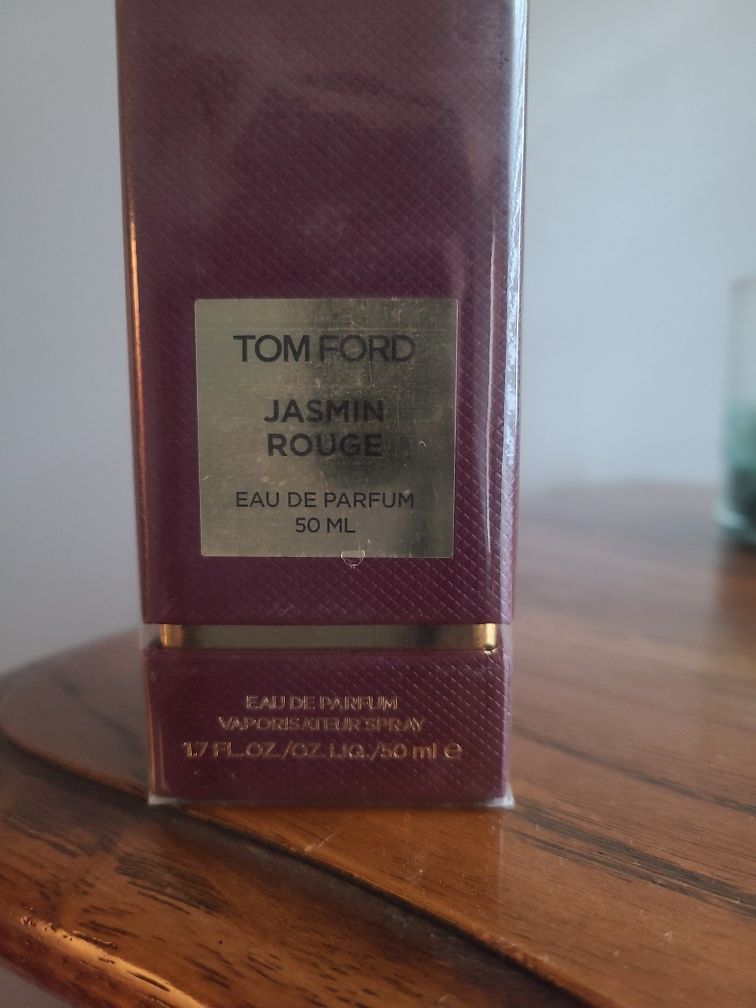 TOM FORD
JASMIN
ROUGE
EAU DE PARFUM
50 ML
EAU DE PARFUM
VAPORISATEUR SPRAY
1.7 FL.OZ./OZ.LIQ./50 ml ℮